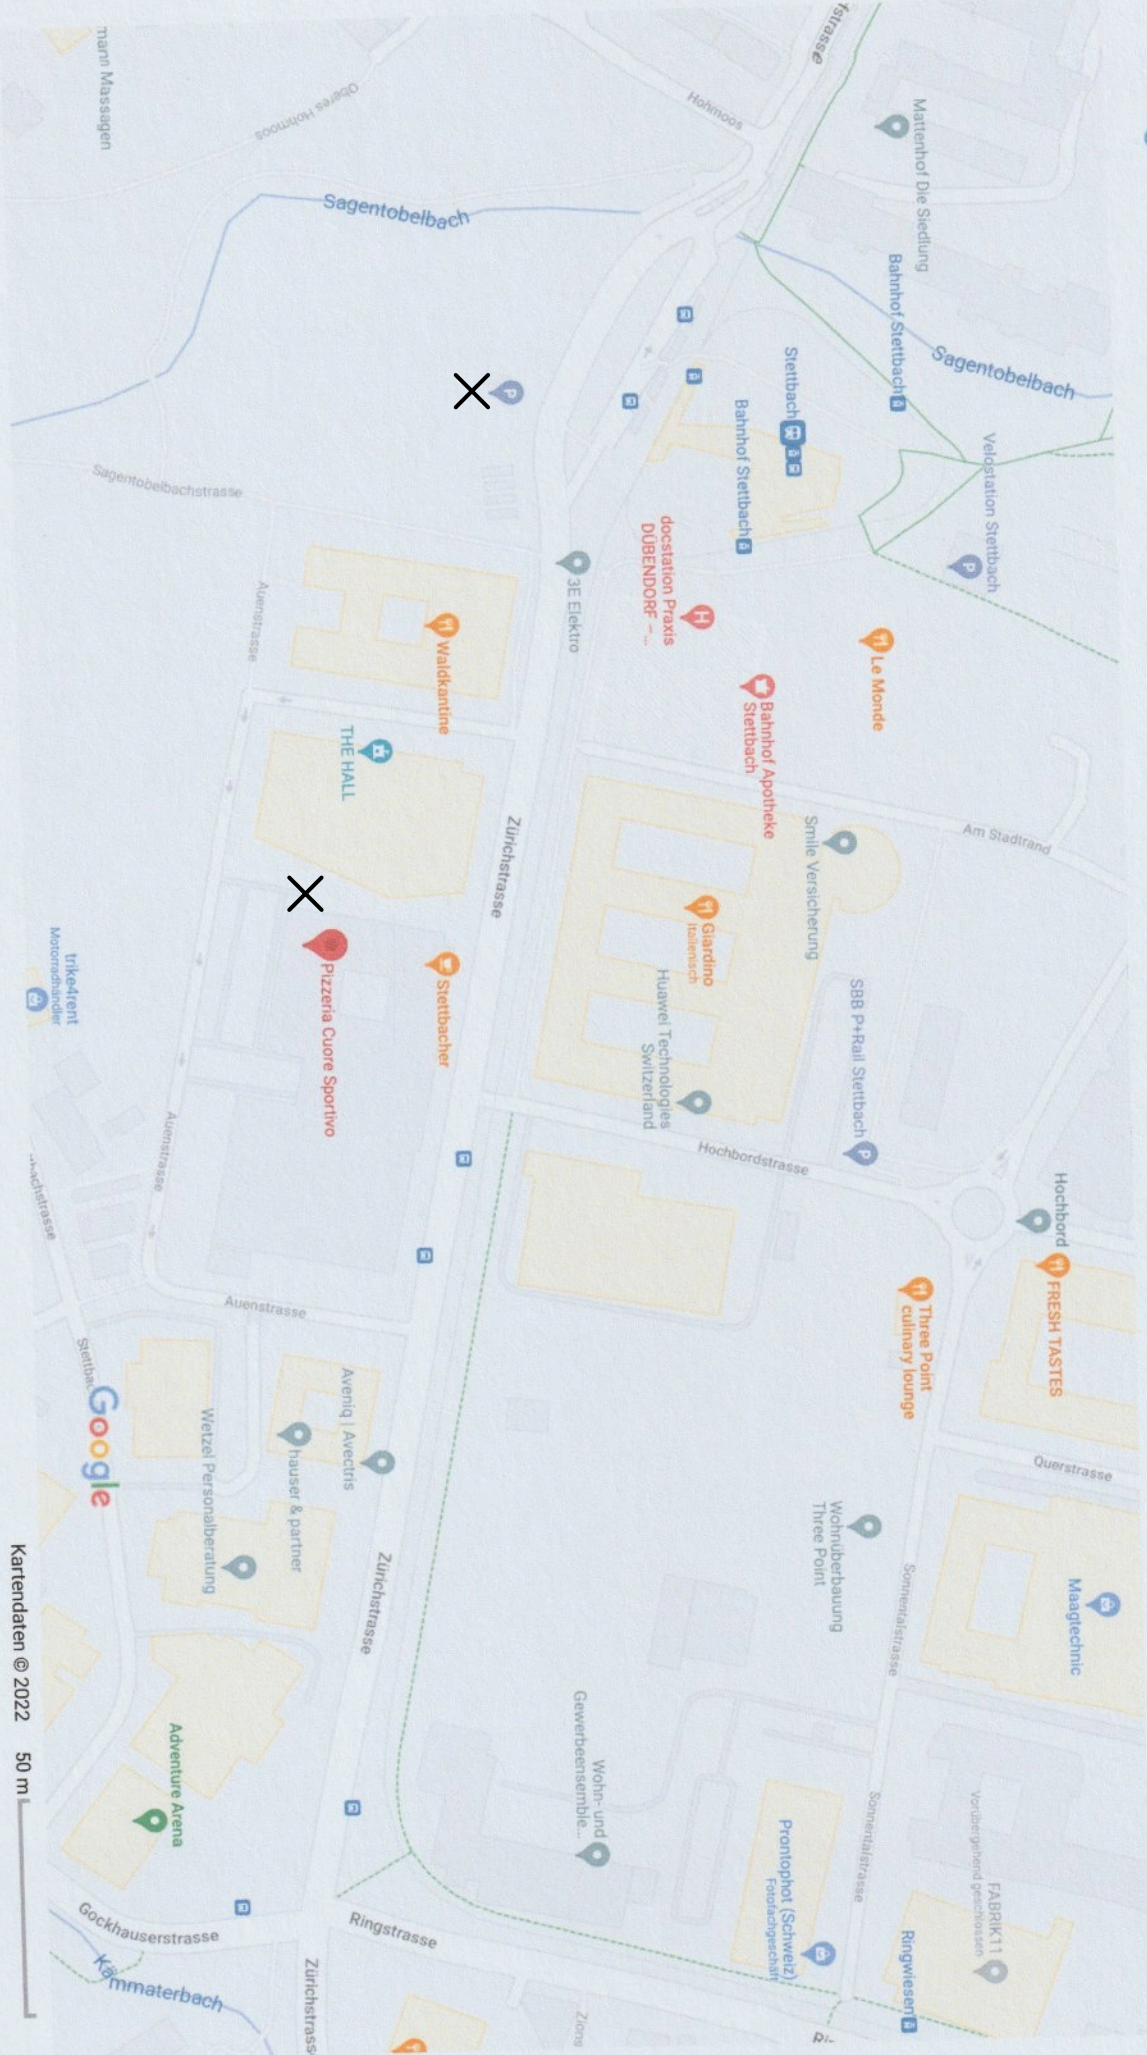 mann Massagen
Oberes Hohmoos
Hohmoos
Mattenhof Die Siedlung
Sagentobelbach
Bahnhof Stettbach
Sagentobelbach
Stettbach
Bahnhof Stettbach
Velostation Stettbach
P
P
Sagentobelbachstrasse
docstation Praxis
DÜBENDORF – ...
H
3E Elektro
Auenstrasse
Waldkantine
Le Monde
Bahnhof Apotheke
Stettbach
THE HALL
Zürichstrasse
Smile Versicherung
Am Stadtrand
Giardino
Italienisch
Stettbacher
Pizzeria Cuore Sportivo
trike4rent
Motorradhändler
Huawei Technologies
Switzerland
SBB P+Rail Stettbach
P
Auenstrasse
Hochbordstrasse
Hochbord
FRESH TASTES
Three Point
culinary lounge
Auenstrasse
Aveniq | Avectris
hauser & partner
Wetzel Personalberatung
Google
Querstrasse
Wohnüberbauung
Three Point
Sonnentalstrasse
Maagtechnic
Zürichstrasse
Wohn- und
Gewerbeensemble...
Adventure Arena
Sonnentalstrasse
Prontophot (Schweiz)
Fotofachgeschäft
FABRIK11
Vorübergehend geschlossen
Ringwiesen
Gockhauserstrasse
Ringstrasse
Kämmaterbach
Zürichstrass
Kartendaten © 2022 50 m